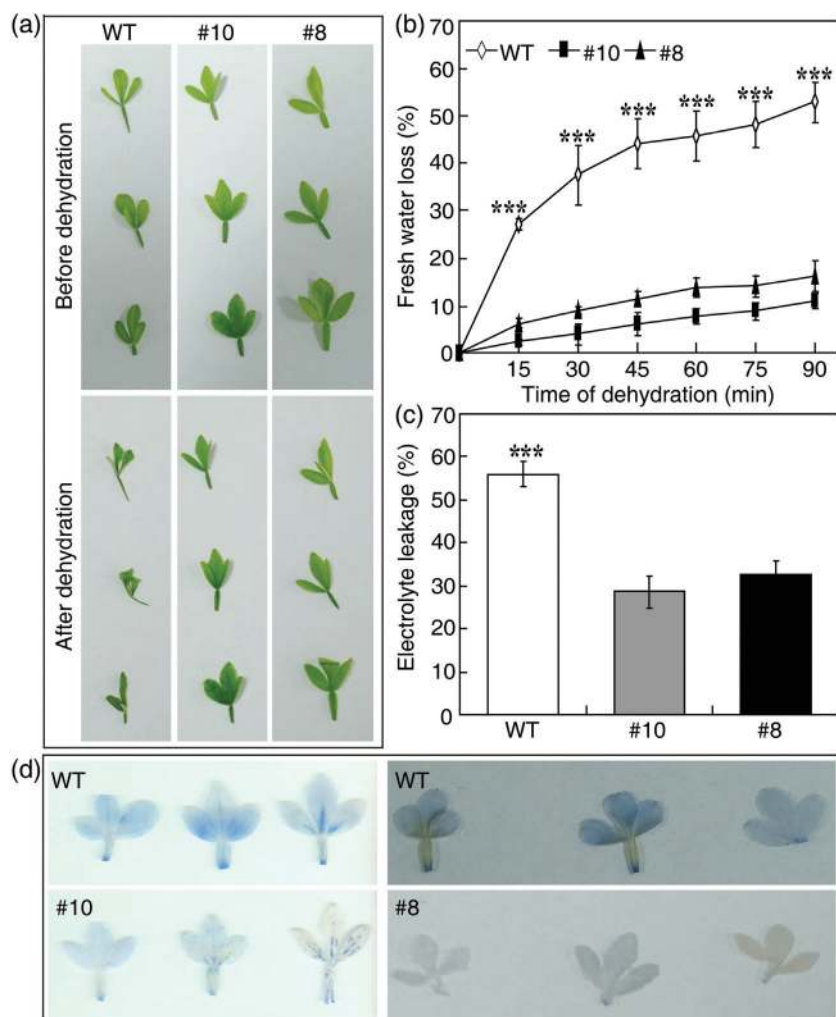 (a)
WT #10 #8
Before dehydration
After dehydration
(b)
70
60
50
40
30
20
10
0
Fresh water loss (%)
WT #10 #8
***
***
***
***
***
***
15 30 45 60 75 90
Time of dehydration (min)
(c)
70
60
50
40
30
20
30
10
0
Electrolyte leakage (%)
***
WT #10 #8
(d)
WT
WT
#10
#8